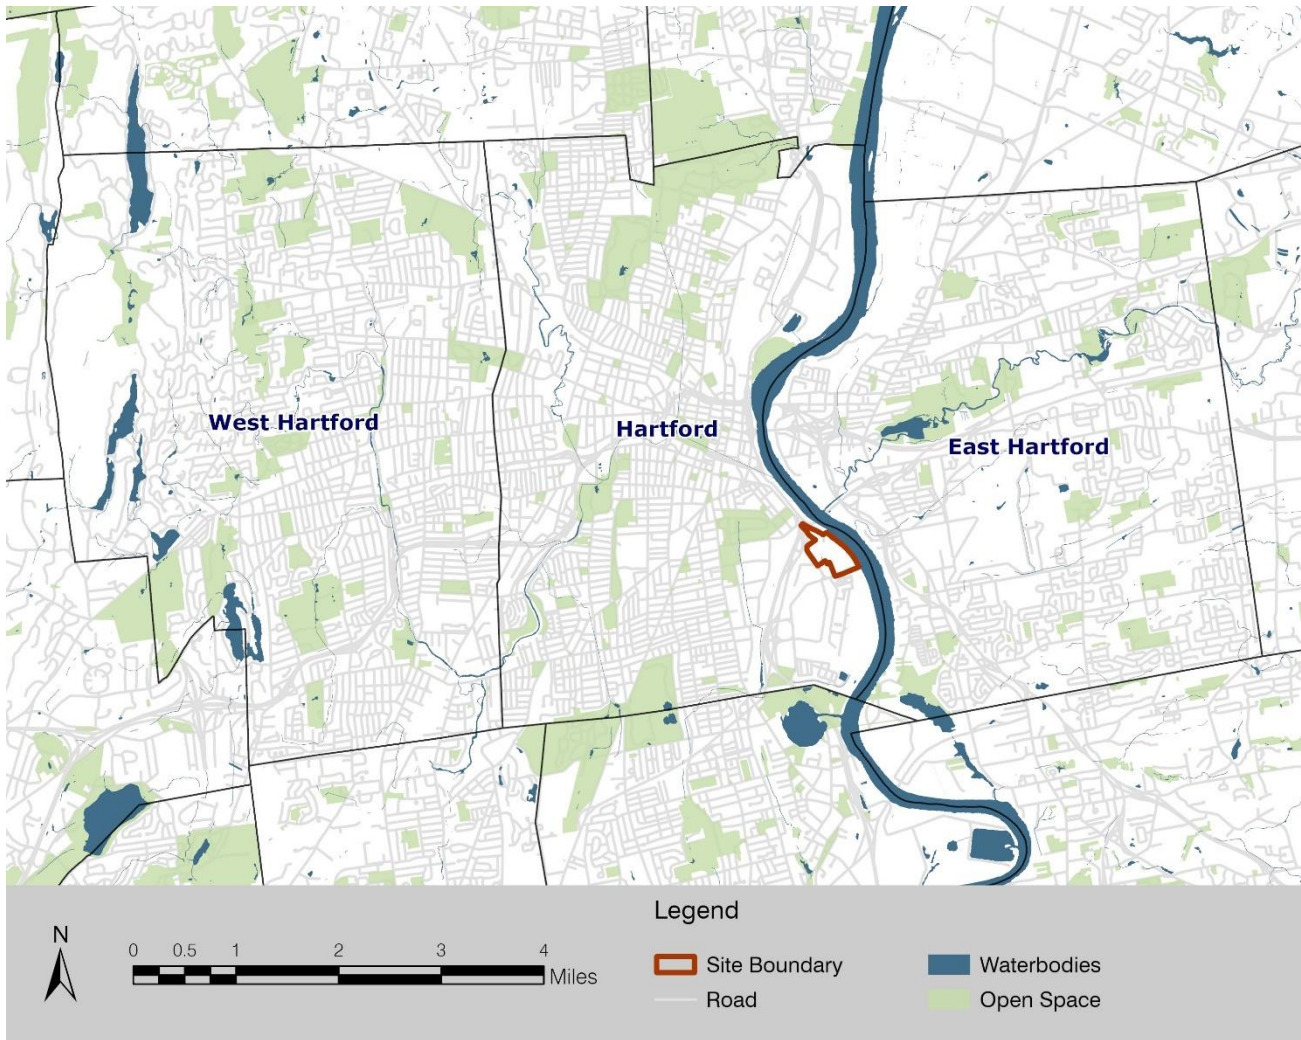 West Hartford
Hartford
East Hartford
Legend
N
0 0.5 1 2 3 4
Miles
Site Boundary
Waterbodies
Road
Open Space